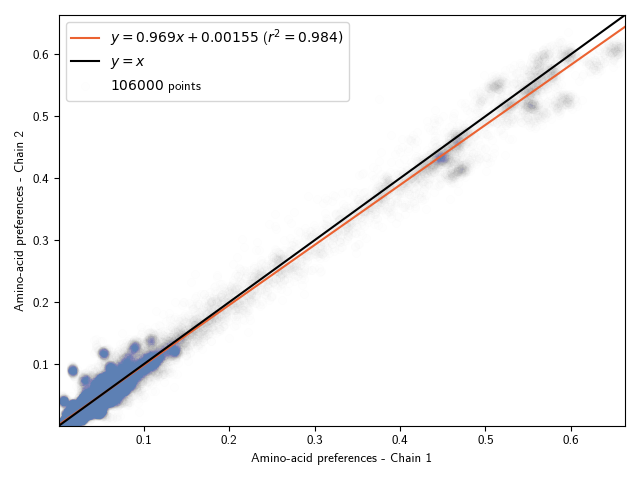 y = 0.969x + 0.00155 (r² = 0.984)
y = x
106000 points
0.6
0.5
0.4
0.3
0.2
0.1
Amino-acid preferences - Chain 2
0.1 0.2 0.3 0.4 0.5 0.6
Amino-acid preferences - Chain 1